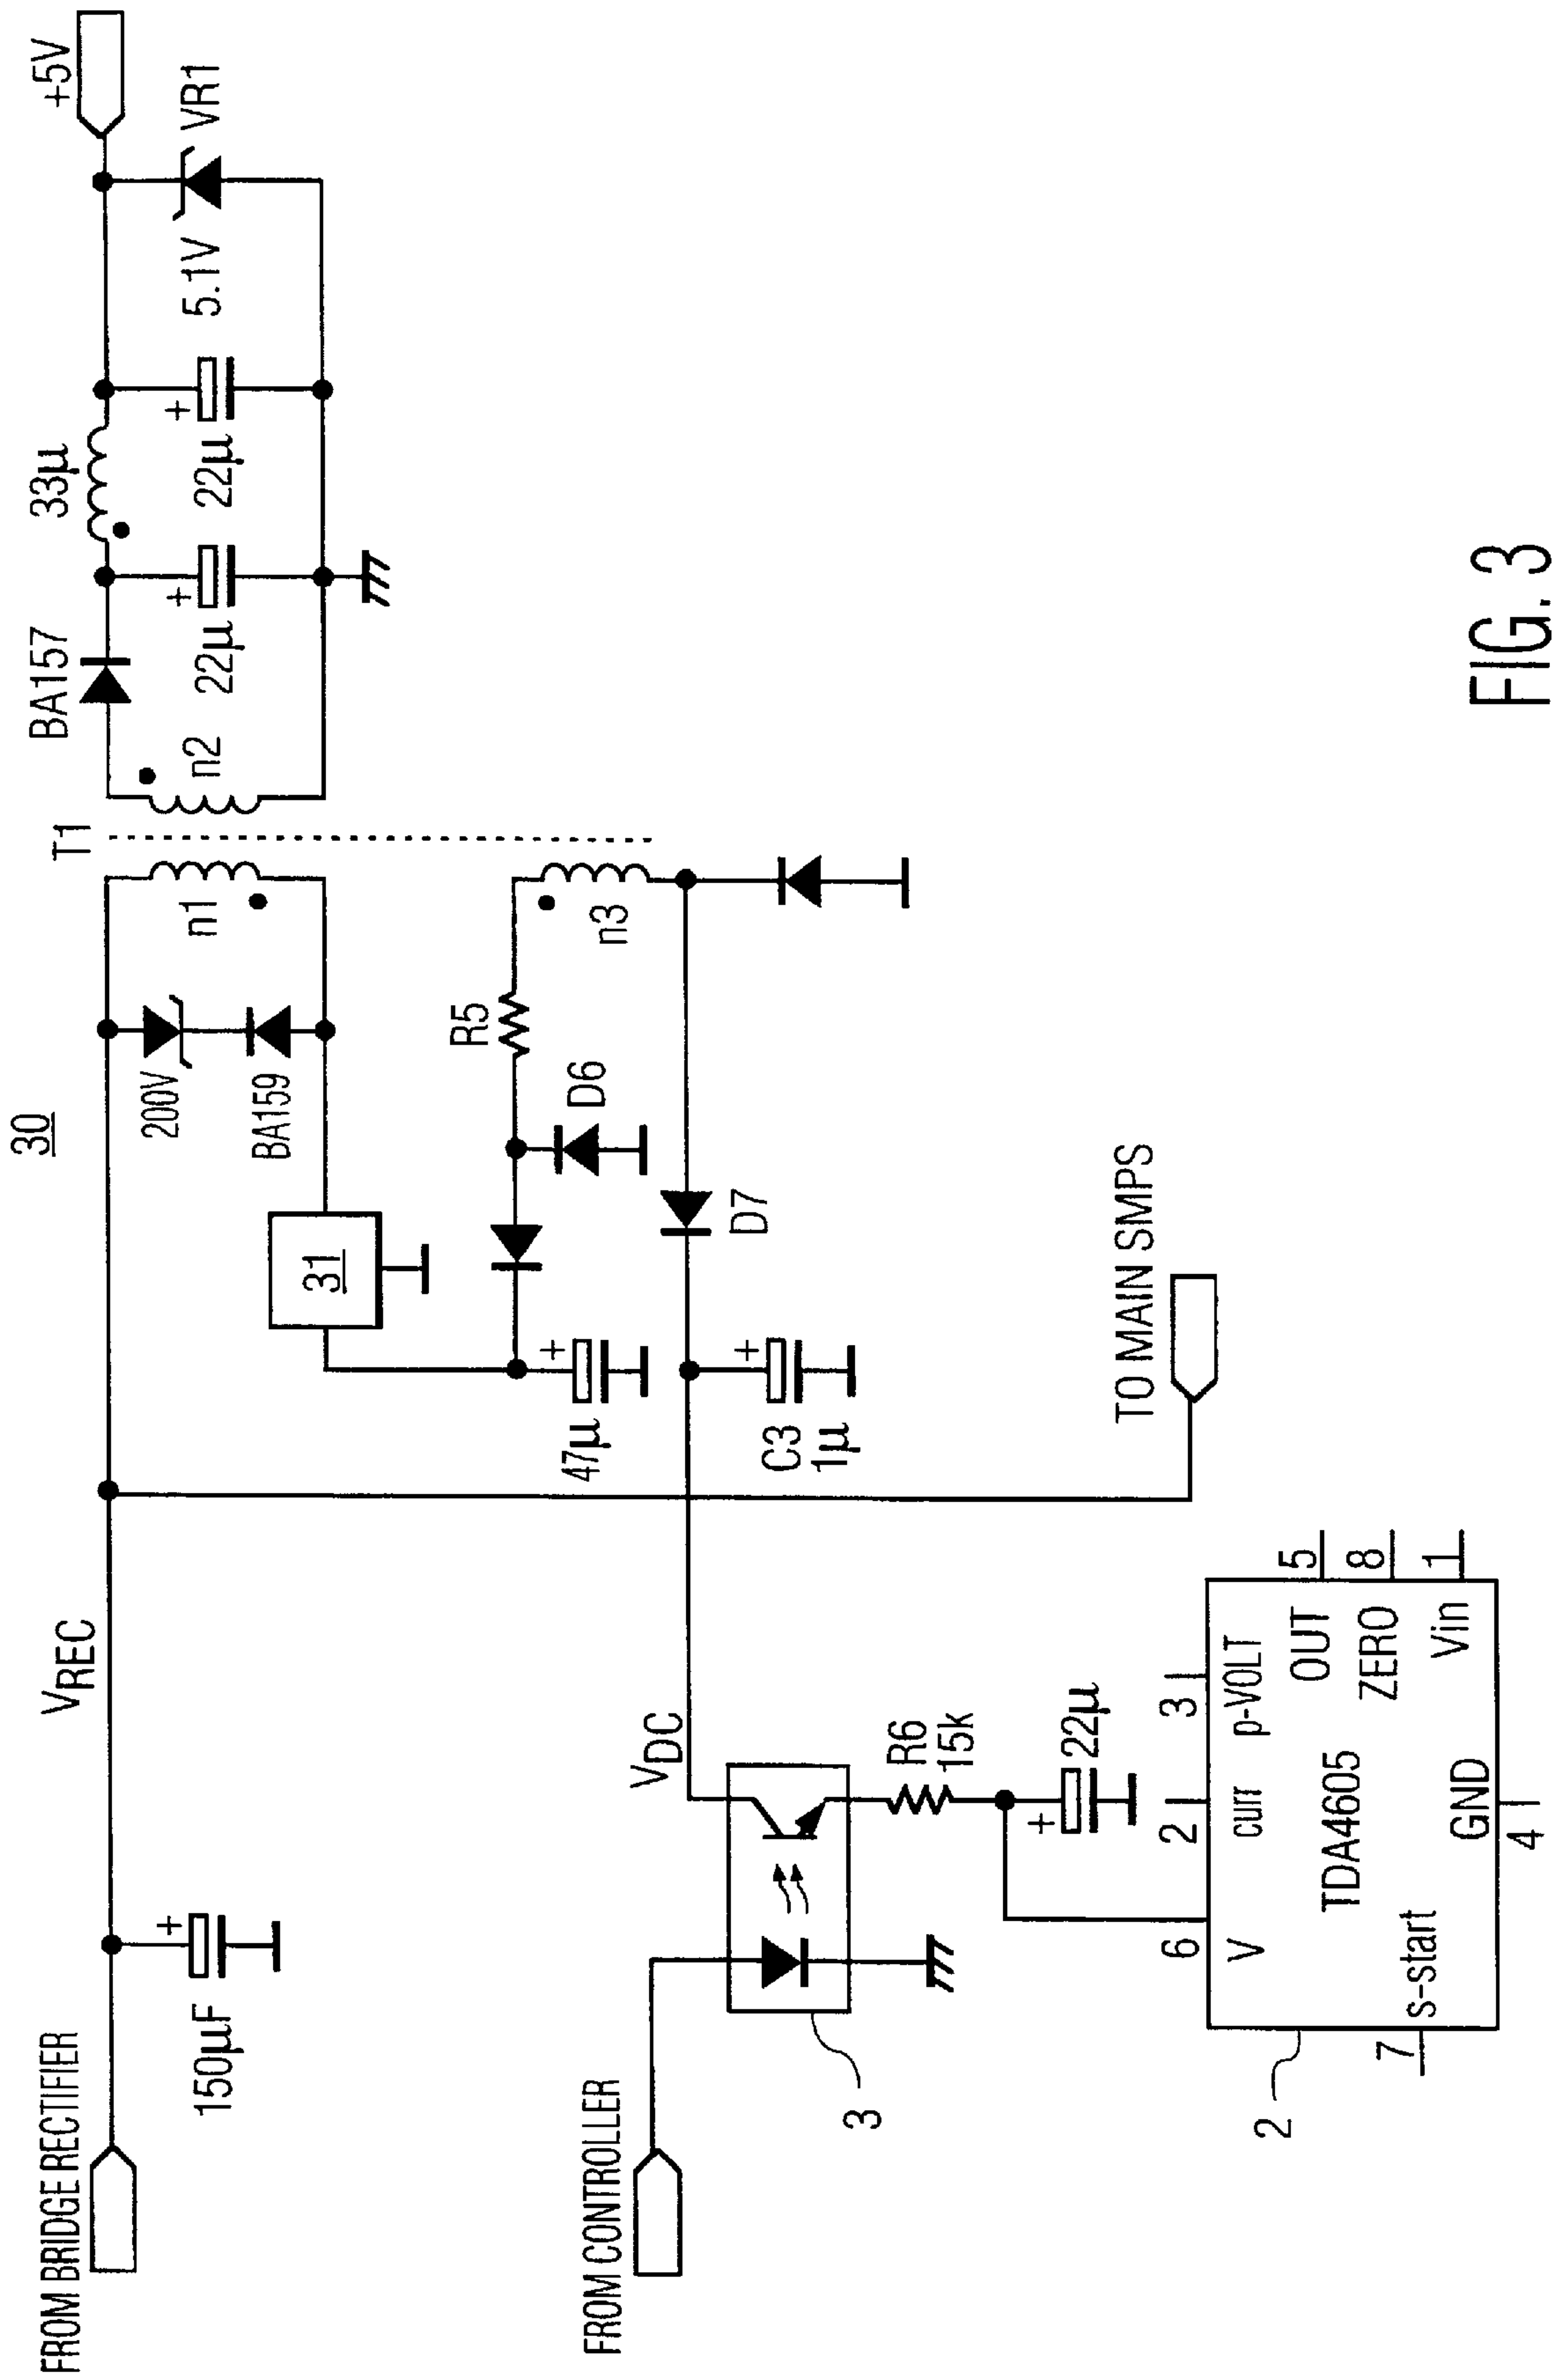 30
FROM BRIDGE RECTIFIER
150µF
VREC
200V
BA159
n1
T1
n2
BA157
22µ
33µ
22µ
5.1V
VR1
+5V
+
+
+
31
R5
D6
n3
47µ
+
D7
C3
1µ
+
TO MAIN SMPS
FROM CONTROLLER
VDC
3
R6
15k
22µ
+
2
6
V
2
curr
3
p-VOLT
5
OUT
8
ZERO
1
Vin
TDA4605
s-start
7
GND
4
FIG. 3